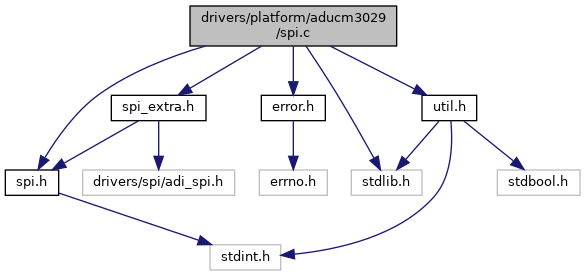 drivers/platform/aducm3029
/spi.c
spi_extra.h
error.h
util.h
spi.h
drivers/spi/adi_spi.h
errno.h
stdlib.h
stdbool.h
stdint.h